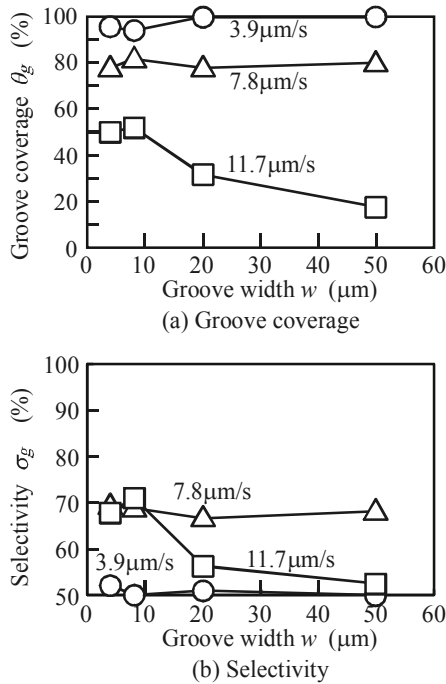 100
80
60
40
20
0
Groove coverage θg (%)
3.9μm/s
7.8μm/s
11.7μm/s
0 10 20 30 40 50 60
Groove width w (μm)
(a) Groove coverage
100
90
80
70
60
50
Selectivity σg (%)
7.8μm/s
3.9μm/s
11.7μm/s
0 10 20 30 40 50 60
Groove width w (μm)
(b) Selectivity